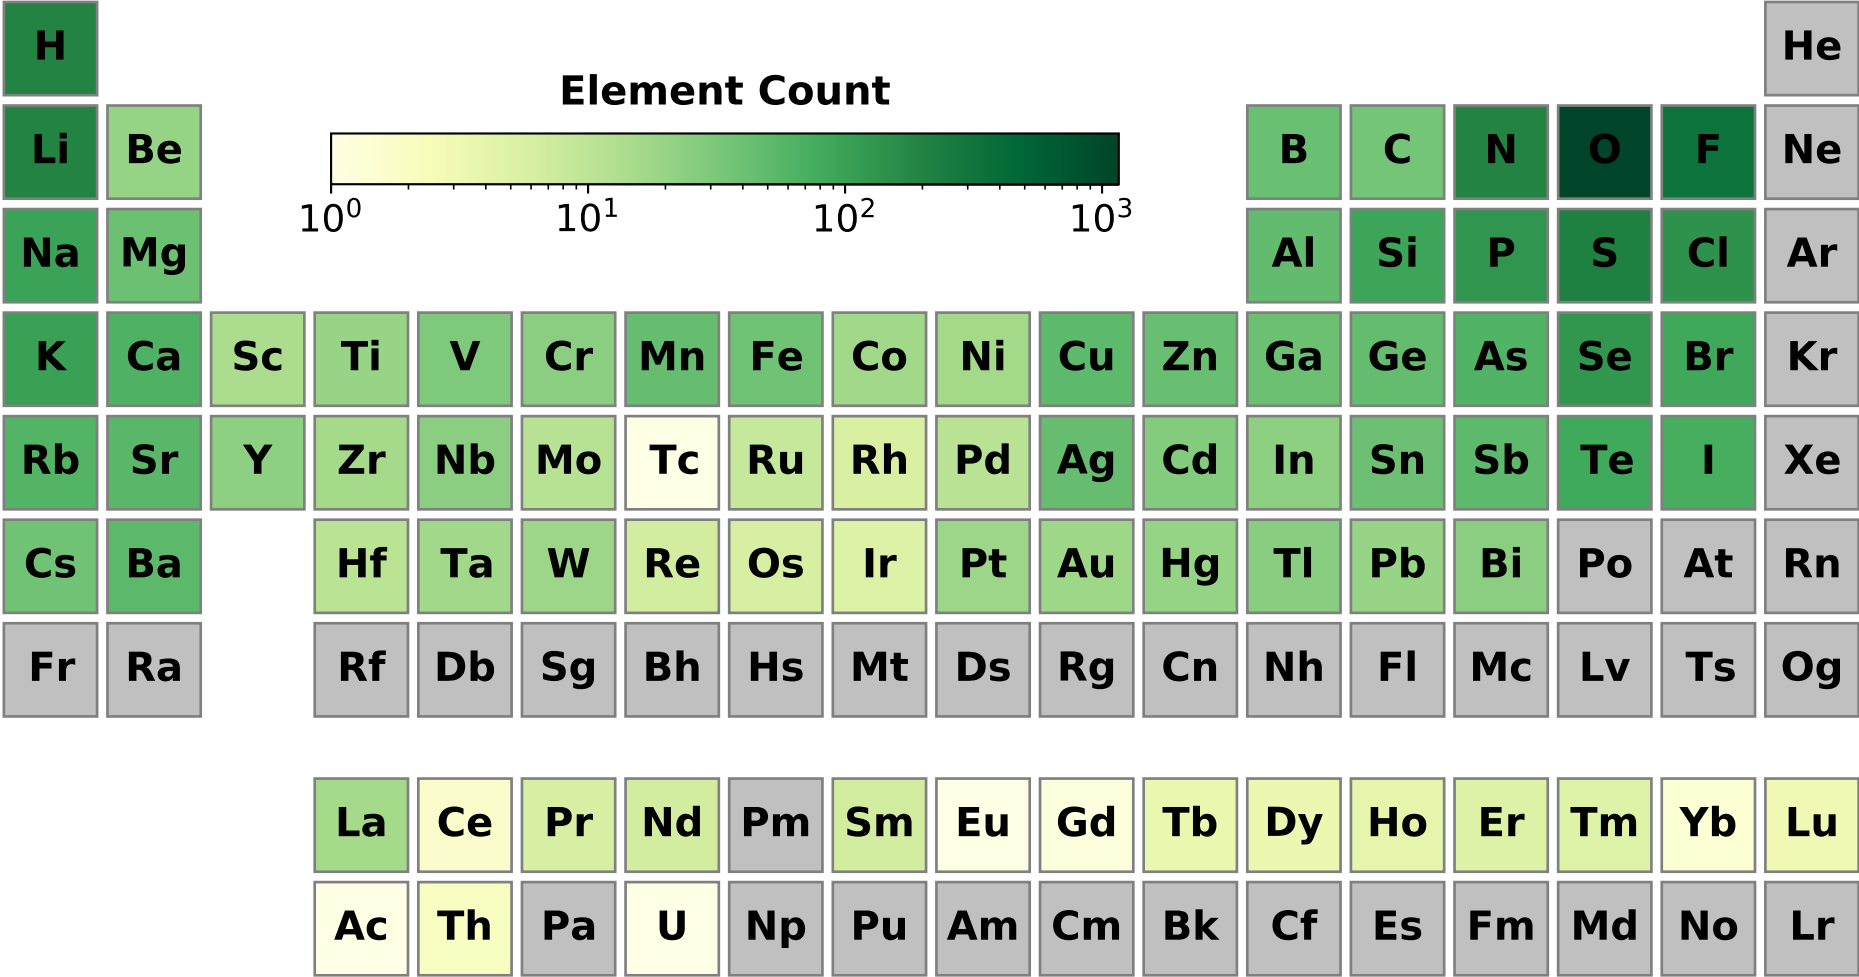 H He
Element Count
Li Be B C N O F Ne
10⁰ 10¹ 10² 10³
Na Mg Al Si P S Cl Ar
K Ca Sc Ti V Cr Mn Fe Co Ni Cu Zn Ga Ge As Se Br Kr
Rb Sr Y Zr Nb Mo Tc Ru Rh Pd Ag Cd In Sn Sb Te I Xe
Cs Ba Hf Ta W Re Os Ir Pt Au Hg Tl Pb Bi Po At Rn
Fr Ra Rf Db Sg Bh Hs Mt Ds Rg Cn Nh Fl Mc Lv Ts Og
La Ce Pr Nd Pm Sm Eu Gd Tb Dy Ho Er Tm Yb Lu
Ac Th Pa U Np Pu Am Cm Bk Cf Es Fm Md No Lr